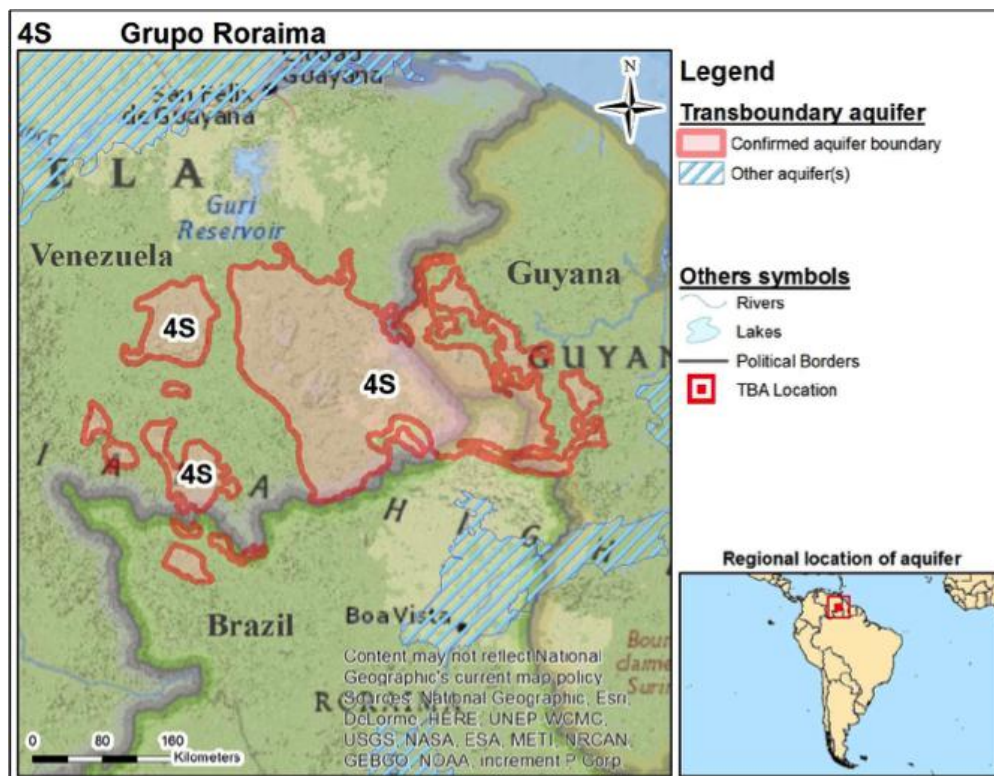 4S Grupo Roraima
Guayana
San Félix
de Guayana
E L A
Guri
Reservoir
Venezuela
Guyana
GUYAN
4S
4S
4S
I A
A
H I G H
Brazil
Boa Vista
RORAIMA
Content may not reflect National
Geographic's current map policy.
Sources: National Geographic, Esri,
DeLorme, HERE, UNEP-WCMC,
USGS, NASA, ESA, METI, NRCAN,
GEBCO, NOAA, increment P Corp.
0 80 160
Kilometers
N
Legend
Transboundary aquifer
Confirmed aquifer boundary
Other aquifer(s)
Others symbols
Rivers
Lakes
Political Borders
TBA Location
Regional location of aquifer